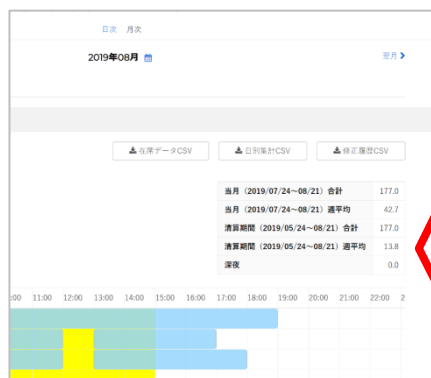 日次 月次
2019年08月
翌月
在席データCSV
日別集計CSV
修正履歴CSV
当月（2019/07/24～08/21）合計 177.0
当月（2019/07/24～08/21）週平均 42.7
清算期間（2019/05/24～08/21）合計 177.0
清算期間（2019/05/24～08/21）週平均 13.8
深夜 0.0
:00 11:00 12:00 13:00 14:00 15:00 16:00 17:00 18:00 19:00 20:00 21:00 22:00 2